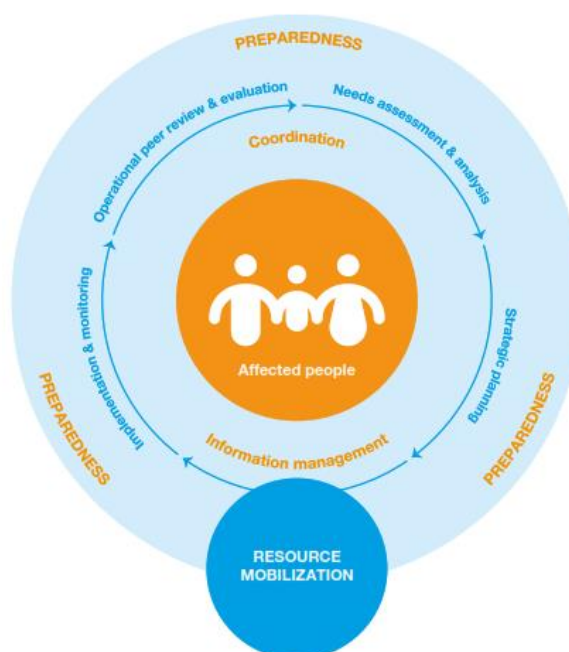 PREPAREDNESS
Operational peer review & evaluation
Needs assessment & analysis
Coordination
Affected people
Implementation & monitoring
Strategic planning
PREPAREDNESS
PREPAREDNESS
Information management
RESOURCE
MOBILIZATION